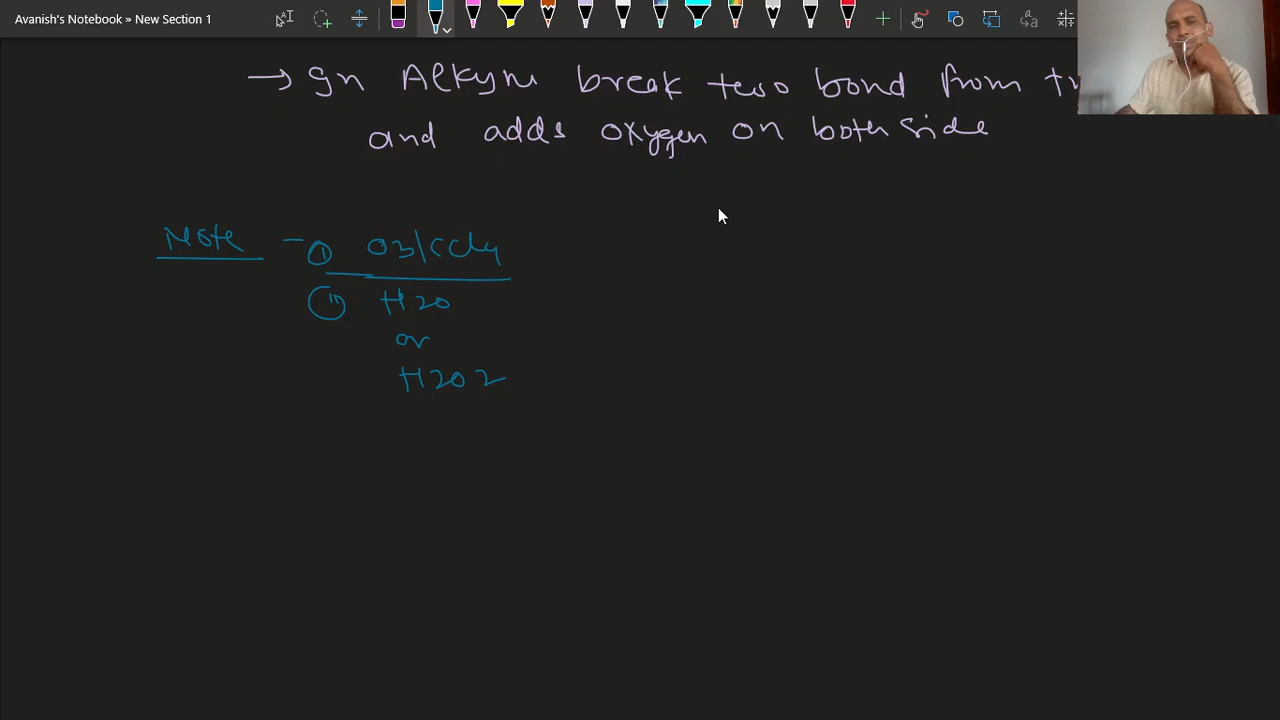 Avanish's Notebook » New Section 1
→ In Alkyne break two bond from
and adds oxygen on both side
Note - ① O3/CCl4
② H2O
or
H2O2